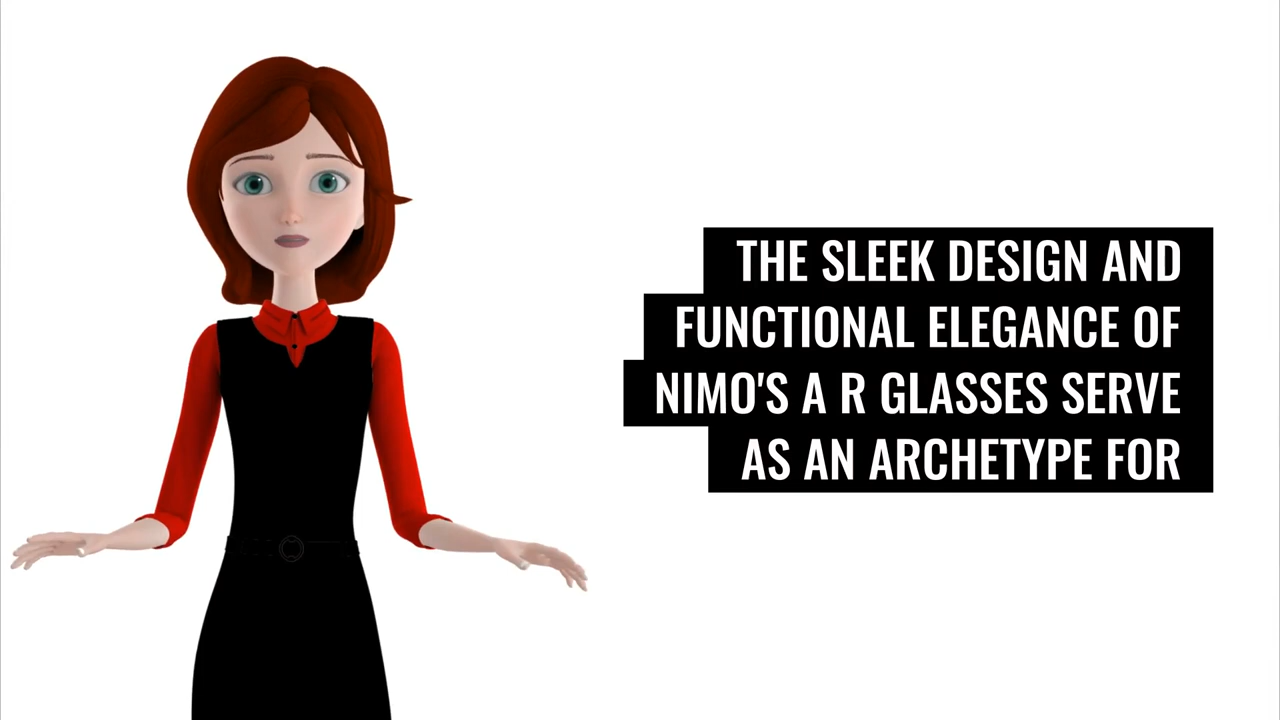 THE SLEEK DESIGN AND
FUNCTIONAL ELEGANCE OF
NIMO'S A R GLASSES SERVE
AS AN ARCHETYPE FOR